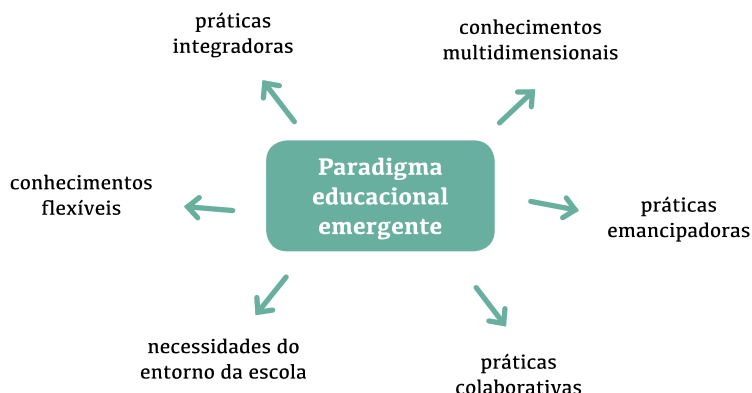 práticas
integradoras
conhecimentos
multidimensionais
Paradigma
educacional
emergente
conhecimentos
flexíveis
práticas
emancipadoras
necessidades do
entorno da escola
práticas
colaborativas